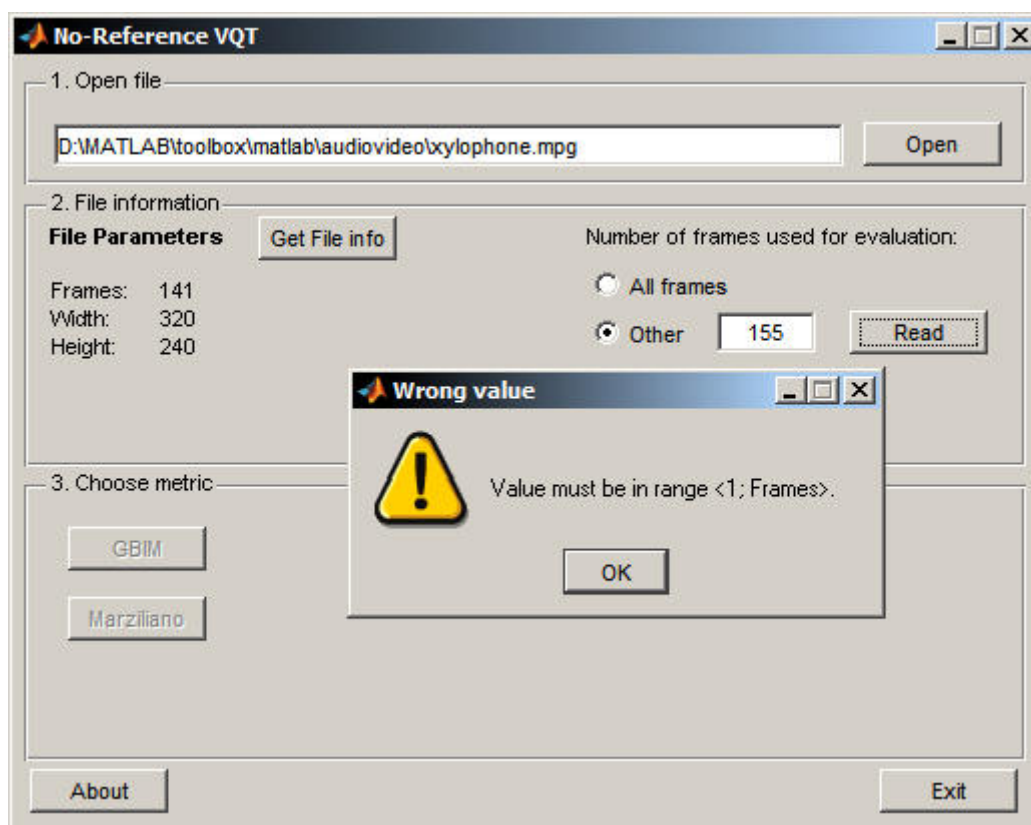 No-Reference VQT
1. Open file
D:\MATLAB\toolbox\matlab\audiovideo\xylophone.mpg
Open
2. File information
File Parameters
Get File info
Number of frames used for evaluation:
Frames: 141
Width: 320
Height: 240
All frames
Other 155 Read
Wrong value
Value must be in range <1; Frames>.
OK
3. Choose metric
GBIM
Marziliano
About
Exit